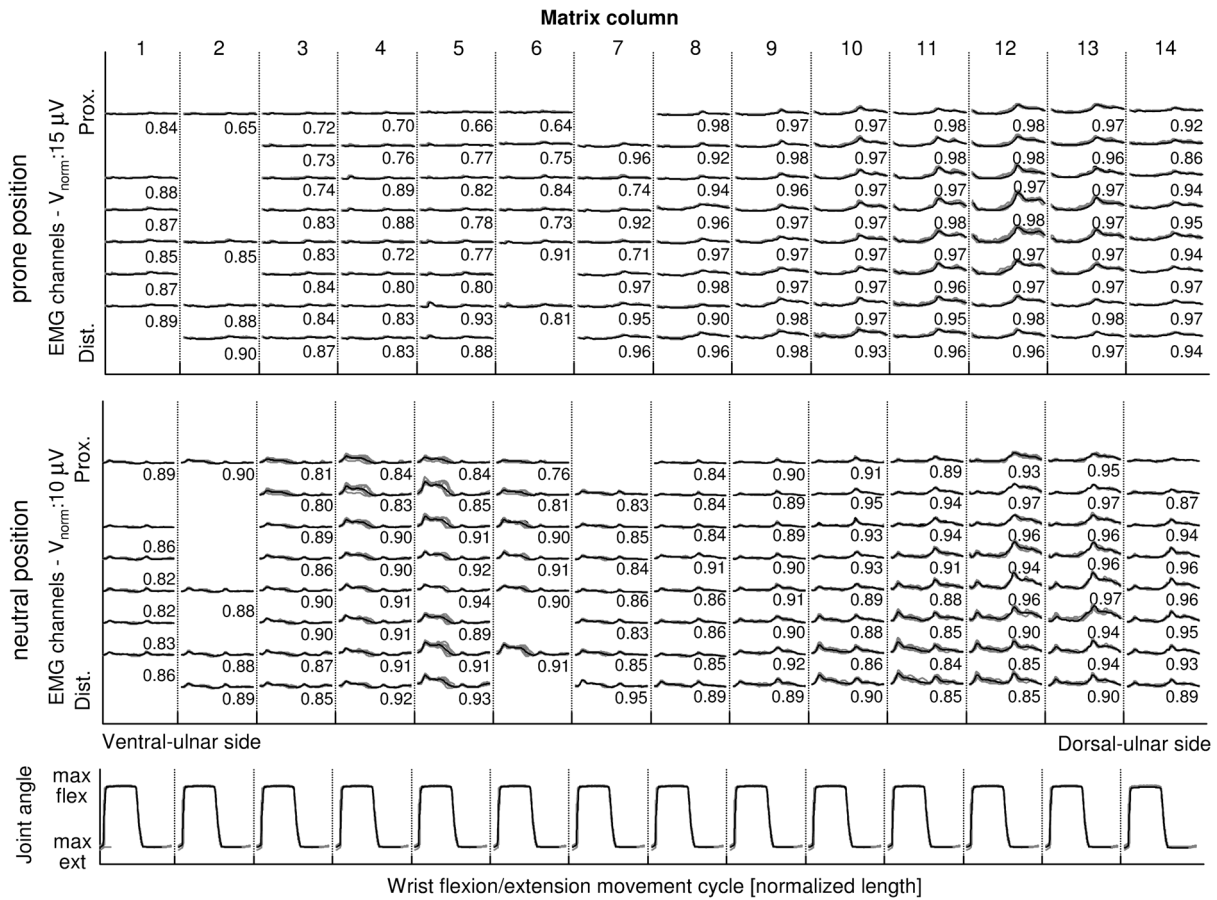 Matrix column
1 2 3 4 5 6 7 8 9 10 11 12 13 14
prone position
EMG channels - Vnorm:15 µV
Prox.
Dist.
0.84 0.65 0.72 0.70 0.66 0.64 0.98 0.97 0.97 0.98 0.98 0.97 0.92
0.73 0.76 0.77 0.75 0.96 0.92 0.98 0.97 0.98 0.98 0.96 0.86
0.88 0.74 0.89 0.82 0.84 0.74 0.94 0.96 0.97 0.97 0.97 0.97 0.94
0.87 0.83 0.88 0.78 0.73 0.92 0.96 0.97 0.97 0.98 0.98 0.97 0.95
0.85 0.85 0.83 0.72 0.77 0.91 0.71 0.97 0.97 0.97 0.97 0.97 0.97 0.94
0.87 0.84 0.80 0.80 0.97 0.98 0.97 0.97 0.96 0.97 0.97 0.97
0.89 0.88 0.84 0.83 0.93 0.81 0.95 0.90 0.98 0.97 0.95 0.98 0.98 0.97
0.90 0.87 0.83 0.88 0.96 0.96 0.98 0.93 0.96 0.96 0.97 0.94
neutral position
EMG channels - Vnorm:10 µV
Prox.
Dist.
0.89 0.90 0.81 0.84 0.84 0.76 0.84 0.90 0.91 0.89 0.93 0.95
0.80 0.83 0.85 0.81 0.83 0.84 0.89 0.95 0.94 0.97 0.97 0.87
0.86 0.89 0.90 0.91 0.90 0.85 0.84 0.89 0.93 0.94 0.96 0.96 0.94
0.82 0.86 0.90 0.92 0.91 0.84 0.91 0.90 0.93 0.91 0.94 0.96 0.96
0.82 0.88 0.90 0.91 0.94 0.90 0.86 0.86 0.91 0.89 0.88 0.96 0.97 0.96
0.83 0.90 0.91 0.89 0.83 0.86 0.90 0.88 0.85 0.90 0.94 0.95
0.86 0.88 0.87 0.91 0.91 0.91 0.85 0.85 0.92 0.86 0.84 0.85 0.94 0.93
0.89 0.85 0.92 0.93 0.95 0.89 0.89 0.90 0.85 0.85 0.90 0.89
Ventral-ulnar side
Dorsal-ulnar side
Joint angle
max
flex
max
ext
Wrist flexion/extension movement cycle [normalized length]